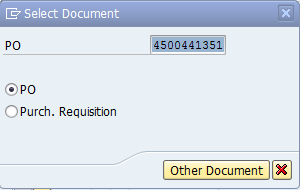 Select Document
PO 4500441351
PO
Purch. Requisition
Other Document